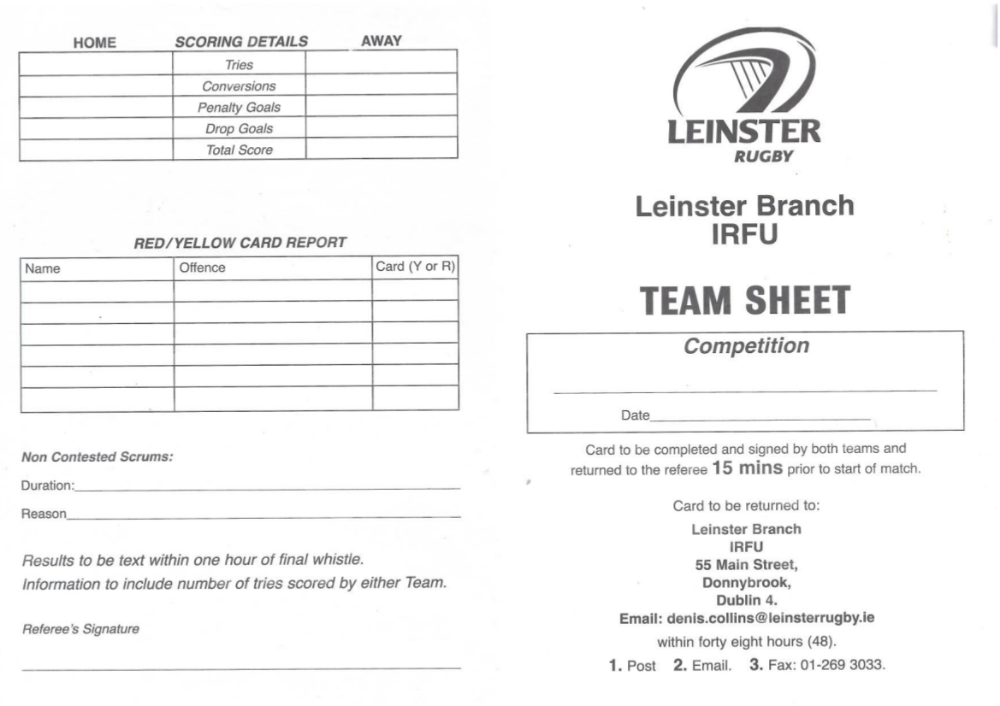 HOME SCORING DETAILS AWAY
Tries
Conversions
Penalty Goals
Drop Goals
Total Score
RED/YELLOW CARD REPORT
Name Offence Card (Y or R)
Non Contested Scrums:
Duration:
Reason
Results to be text within one hour of final whistle.
Information to include number of tries scored by either Team.
Referee's Signature
LEINSTER
RUGBY
Leinster Branch
IRFU
TEAM SHEET
Competition
Date
Card to be completed and signed by both teams and
returned to the referee 15 mins prior to start of match.
Card to be returned to:
Leinster Branch
IRFU
55 Main Street,
Donnybrook,
Dublin 4.
Email: denis.collins@leinsterrugby.ie
within forty eight hours (48).
1. Post 2. Email. 3. Fax: 01-269 3033.